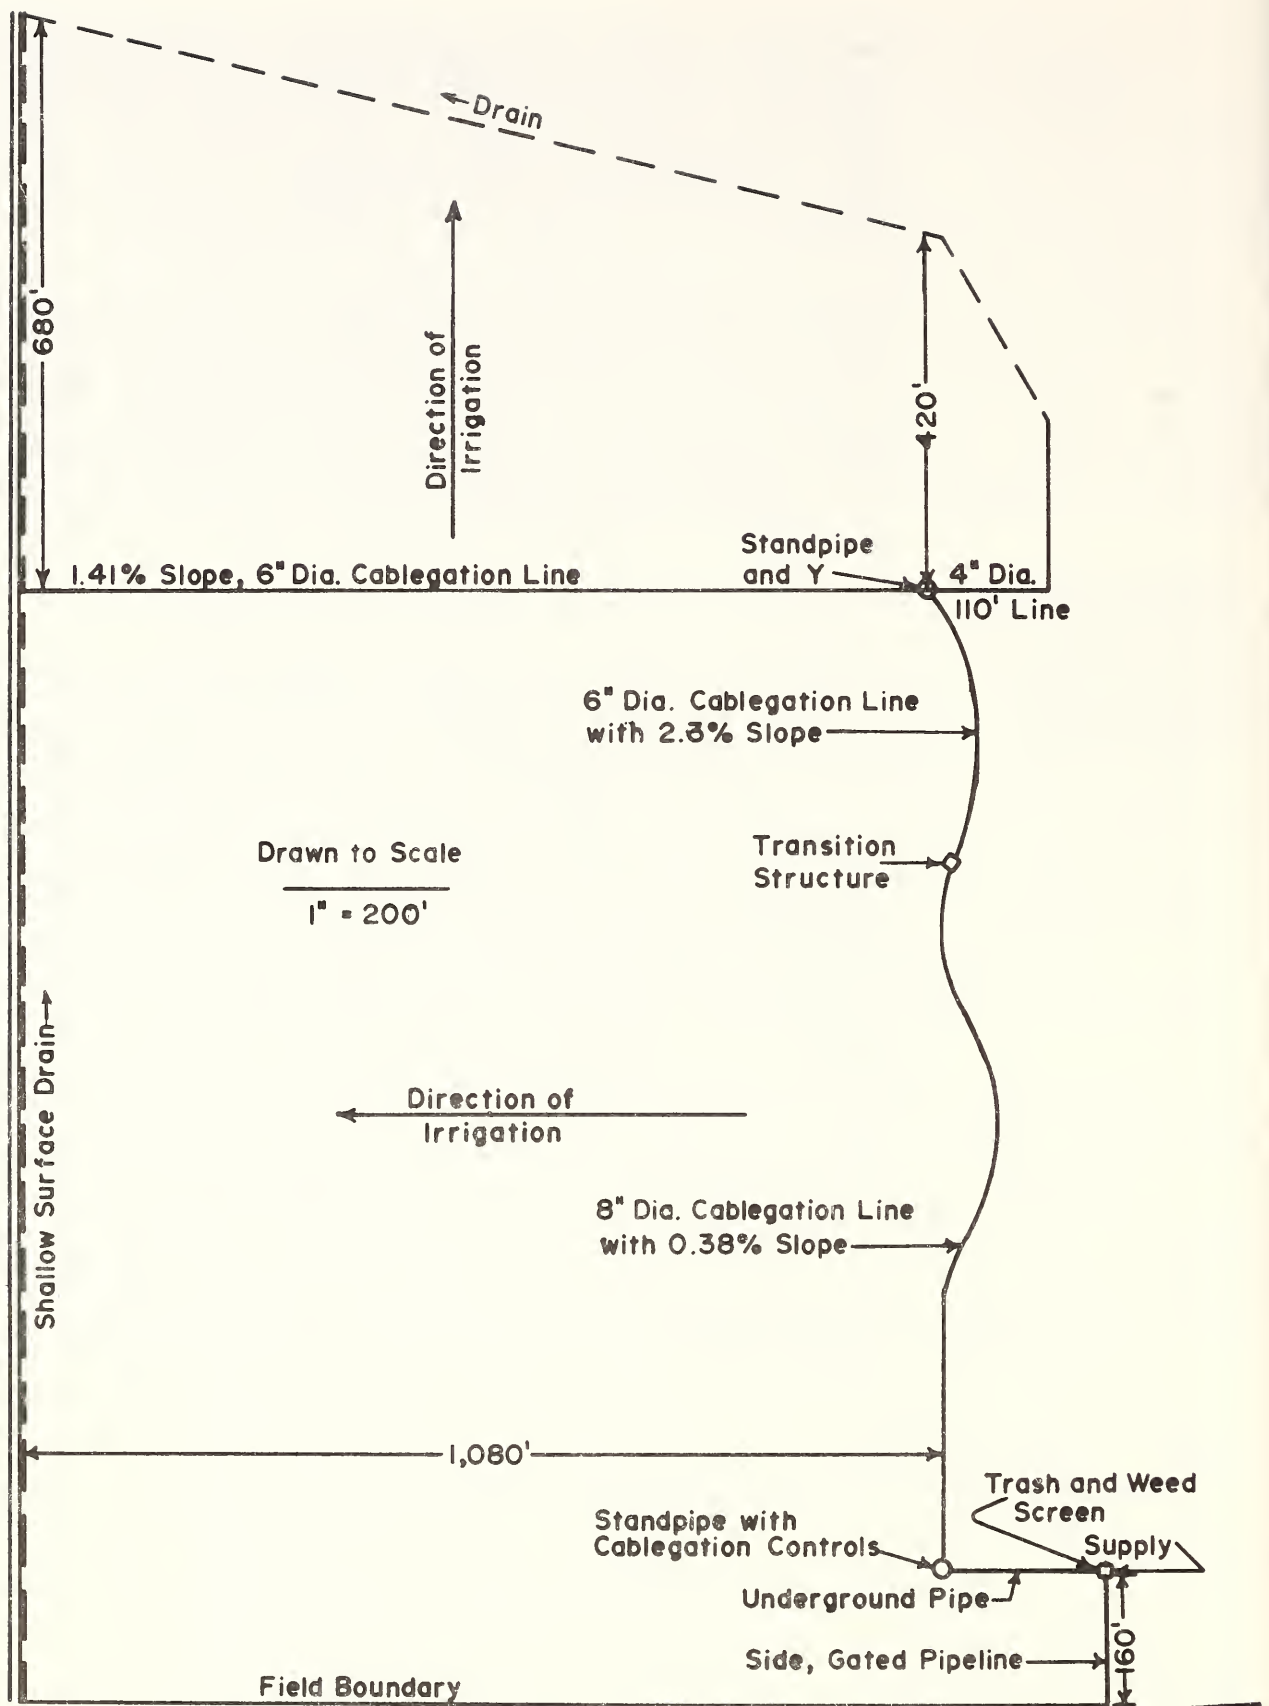 ←Drain
680'
Direction of
Irrigation
420'
Standpipe
and Y
4" Dia.
110' Line
1.41% Slope, 6" Dia. Cablegation Line
6" Dia. Cablegation Line
with 2.3% Slope
Drawn to Scale
1" = 200'
Transition
Structure
Shallow Surface Drain→
Direction of
Irrigation
8" Dia. Cablegation Line
with 0.38% Slope
1,080'
Trash and Weed
Screen
Standpipe with
Cablegation Controls
Supply
Underground Pipe
160'
Side, Gated Pipeline
Field Boundary